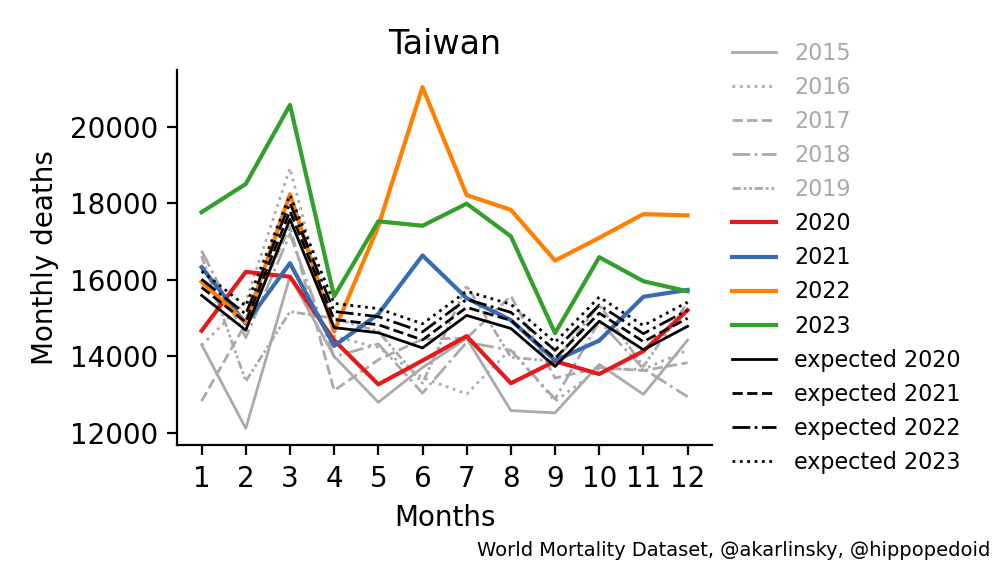 Taiwan
Monthly deaths
20000
18000
16000
14000
12000
1 2 3 4 5 6 7 8 9 10 11 12
Months
2015
2016
2017
2018
2019
2020
2021
2022
2023
expected 2020
expected 2021
expected 2022
expected 2023
World Mortality Dataset, @akarlinsky, @hippopedoid